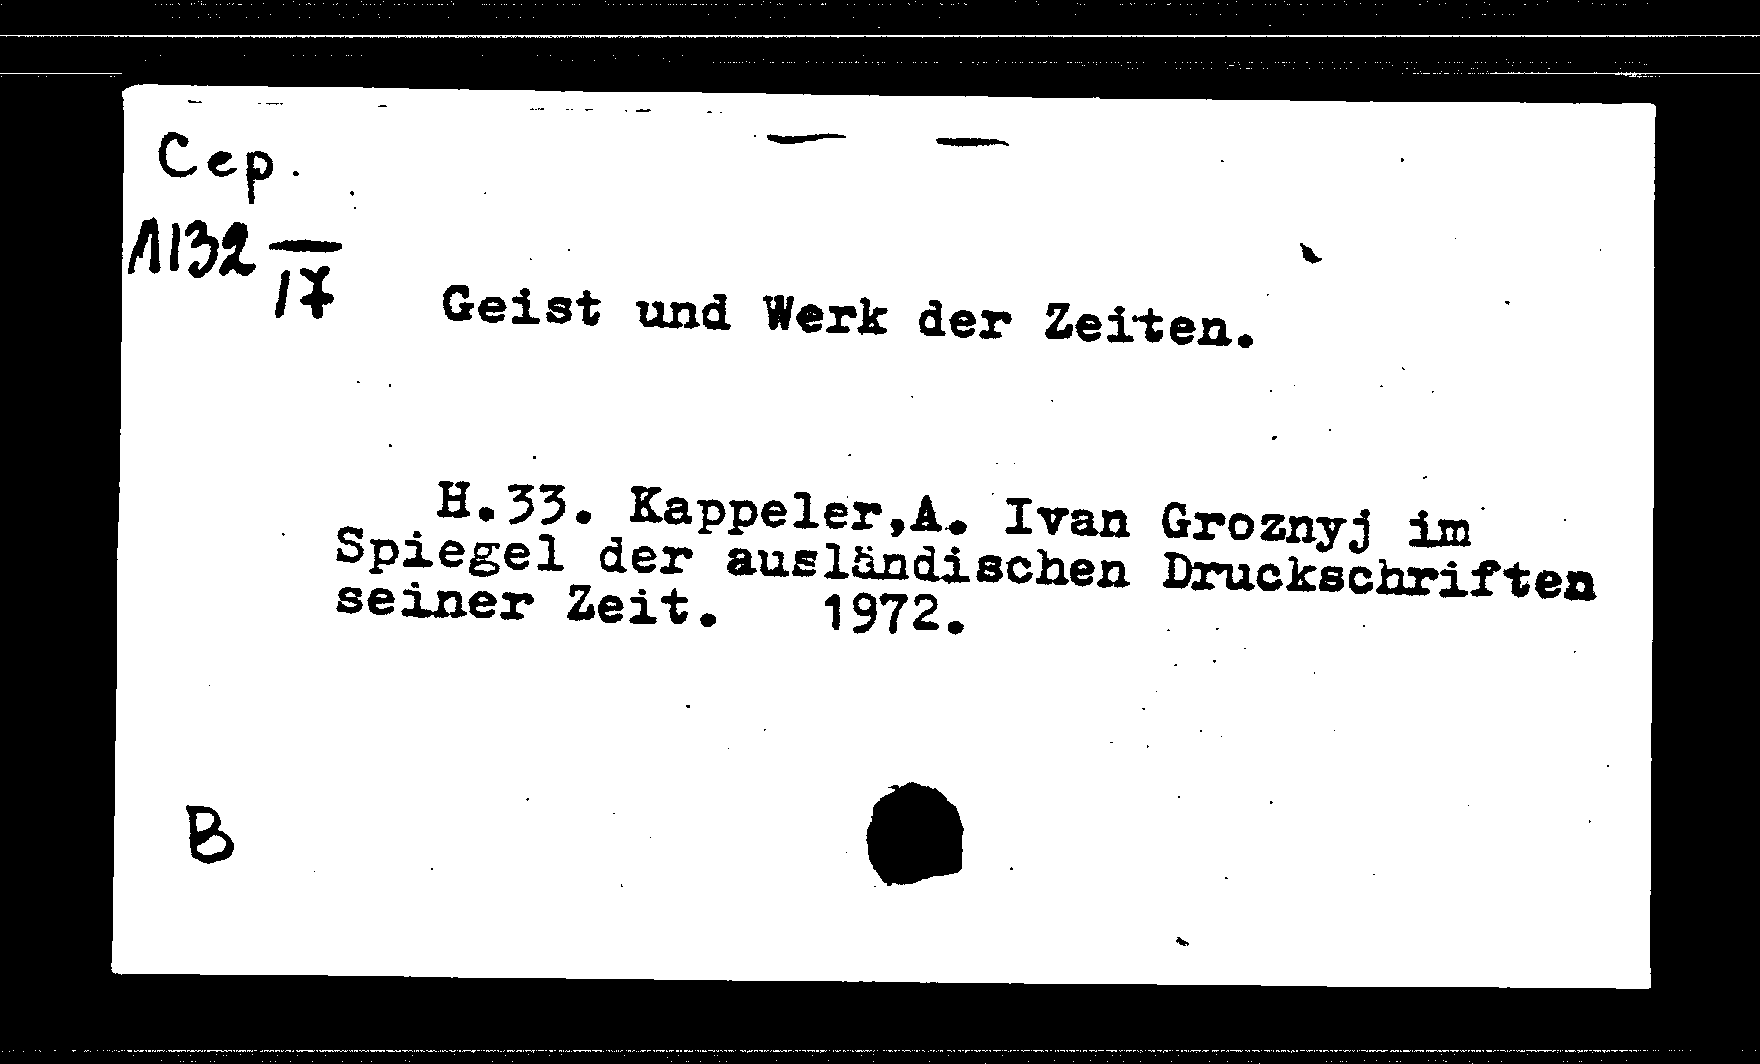 Сер.
Л132 —
17
Geist und Werk der Zeiten.
H.33. Kappeler,A. Ivan Groznyj im
Spiegel der ausländischen Druckschriften
seiner Zeit. 1972.
В